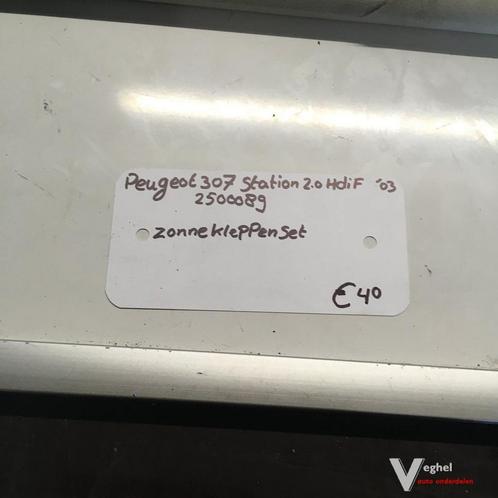 Peugeot 307 Station 2.0 HdiF '03
2500089
zonnekleppenset
€40
Veghel
auto onderdelen